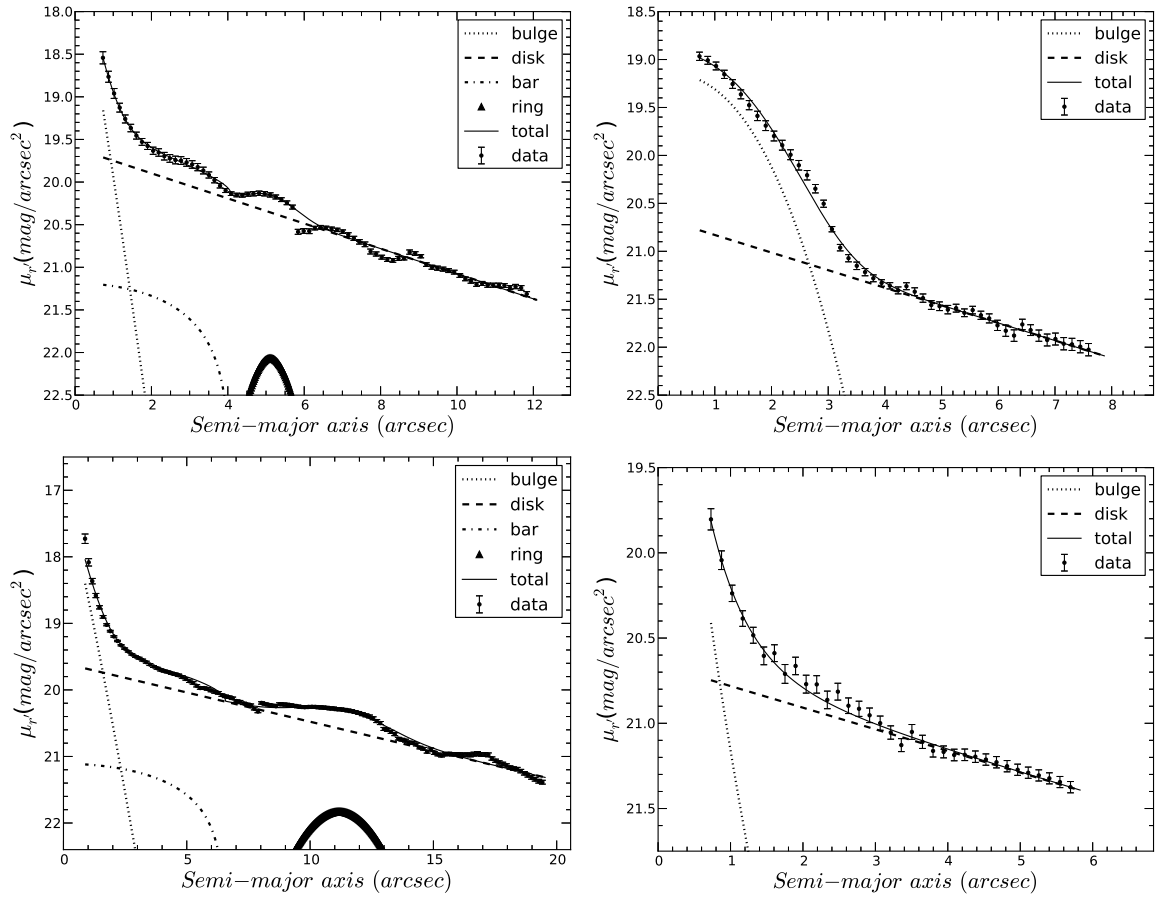 18.0
18.5
19.0
19.5
20.0
20.5
21.0
21.5
22.0
22.5
0 2 4 6 8 10 12
μr′(mag/arcsec²)
Semi−major axis (arcsec)
bulge
disk
bar
ring
total
data
18.5
19.0
19.5
20.0
20.5
21.0
21.5
22.0
22.5
0 1 2 3 4 5 6 7 8
μr′(mag/arcsec²)
Semi−major axis (arcsec)
bulge
disk
total
data
17
18
19
20
21
22
0 5 10 15 20
μr′(mag/arcsec²)
Semi−major axis (arcsec)
bulge
disk
bar
ring
total
data
19.5
20.0
20.5
21.0
21.5
0 1 2 3 4 5 6
μr′(mag/arcsec²)
Semi−major axis (arcsec)
bulge
disk
total
data